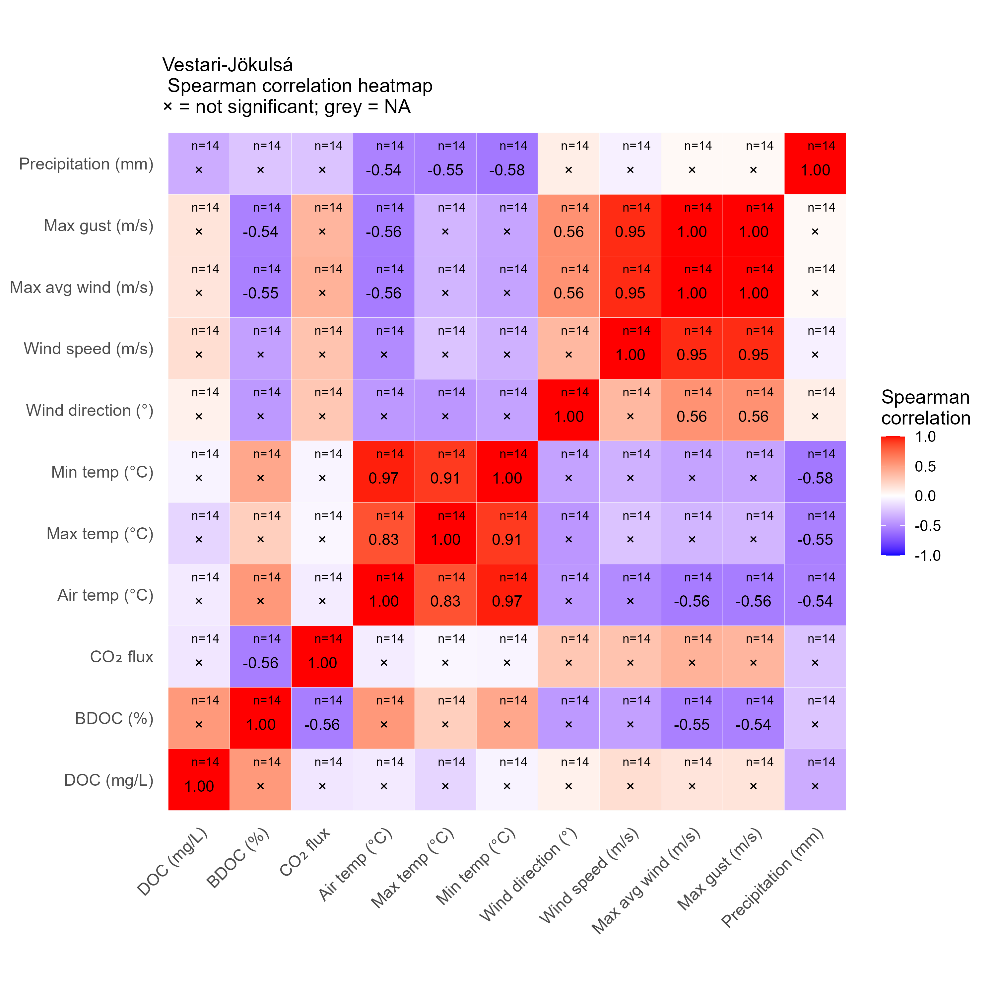 Vestari-Jökulsá
Spearman correlation heatmap
× = not significant; grey = NA
n=14 n=14 n=14 n=14 n=14 n=14 n=14 n=14 n=14 n=14 n=14
Precipitation (mm) × × × -0.54 -0.55 -0.58 × × × × 1.00
n=14 n=14 n=14 n=14 n=14 n=14 n=14 n=14 n=14 n=14 n=14
Max gust (m/s) × -0.54 × -0.56 × × 0.56 0.95 1.00 1.00 ×
n=14 n=14 n=14 n=14 n=14 n=14 n=14 n=14 n=14 n=14 n=14
Max avg wind (m/s) × -0.55 × -0.56 × × 0.56 0.95 1.00 1.00 ×
n=14 n=14 n=14 n=14 n=14 n=14 n=14 n=14 n=14 n=14 n=14
Wind speed (m/s) × × × × × × × 1.00 0.95 0.95 ×
n=14 n=14 n=14 n=14 n=14 n=14 n=14 n=14 n=14 n=14 n=14
Wind direction (°) × × × × × × 1.00 × 0.56 0.56 ×
n=14 n=14 n=14 n=14 n=14 n=14 n=14 n=14 n=14 n=14 n=14
Min temp (°C) × × × 0.97 0.91 1.00 × × × × -0.58
n=14 n=14 n=14 n=14 n=14 n=14 n=14 n=14 n=14 n=14 n=14
Max temp (°C) × × × 0.83 1.00 0.91 × × × × -0.55
n=14 n=14 n=14 n=14 n=14 n=14 n=14 n=14 n=14 n=14 n=14
Air temp (°C) × × × 1.00 0.83 0.97 × × -0.56 -0.56 -0.54
n=14 n=14 n=14 n=14 n=14 n=14 n=14 n=14 n=14 n=14 n=14
CO₂ flux × -0.56 1.00 × × × × × × × ×
n=14 n=14 n=14 n=14 n=14 n=14 n=14 n=14 n=14 n=14 n=14
BDOC (%) × 1.00 -0.56 × × × × × -0.55 -0.54 ×
n=14 n=14 n=14 n=14 n=14 n=14 n=14 n=14 n=14 n=14 n=14
DOC (mg/L) 1.00 × × × × × × × × × ×
DOC (mg/L) BDOC (%) CO₂ flux Air temp (°C) Max temp (°C) Min temp (°C) Wind direction (°) Wind speed (m/s) Max avg wind (m/s) Max gust (m/s) Precipitation (mm)
Spearman
correlation
1.0
0.5
0.0
-0.5
-1.0